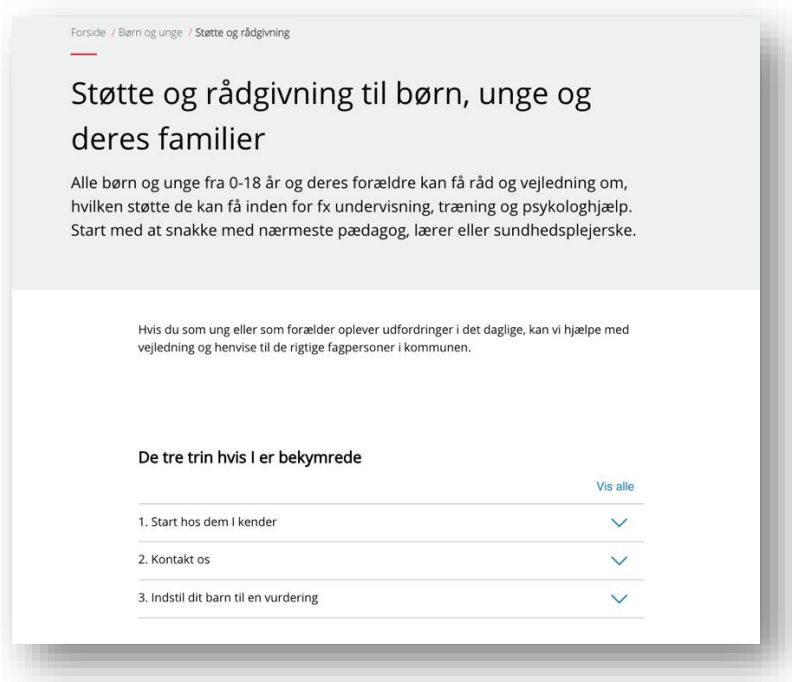 Forside / Børn og unge / Støtte og rådgivning
Støtte og rådgivning til børn, unge og
deres familier
Alle børn og unge fra 0-18 år og deres forældre kan få råd og vejledning om,
hvilken støtte de kan få inden for fx undervisning, træning og psykologhjælp.
Start med at snakke med nærmeste pædagog, lærer eller sundhedsplejerske.
Hvis du som ung eller som forælder oplever udfordringer i det daglige, kan vi hjælpe med
vejledning og henvise til de rigtige fagpersoner i kommunen.
De tre trin hvis I er bekymrede
Vis alle
1. Start hos dem I kender
2. Kontakt os
3. Indstil dit barn til en vurdering